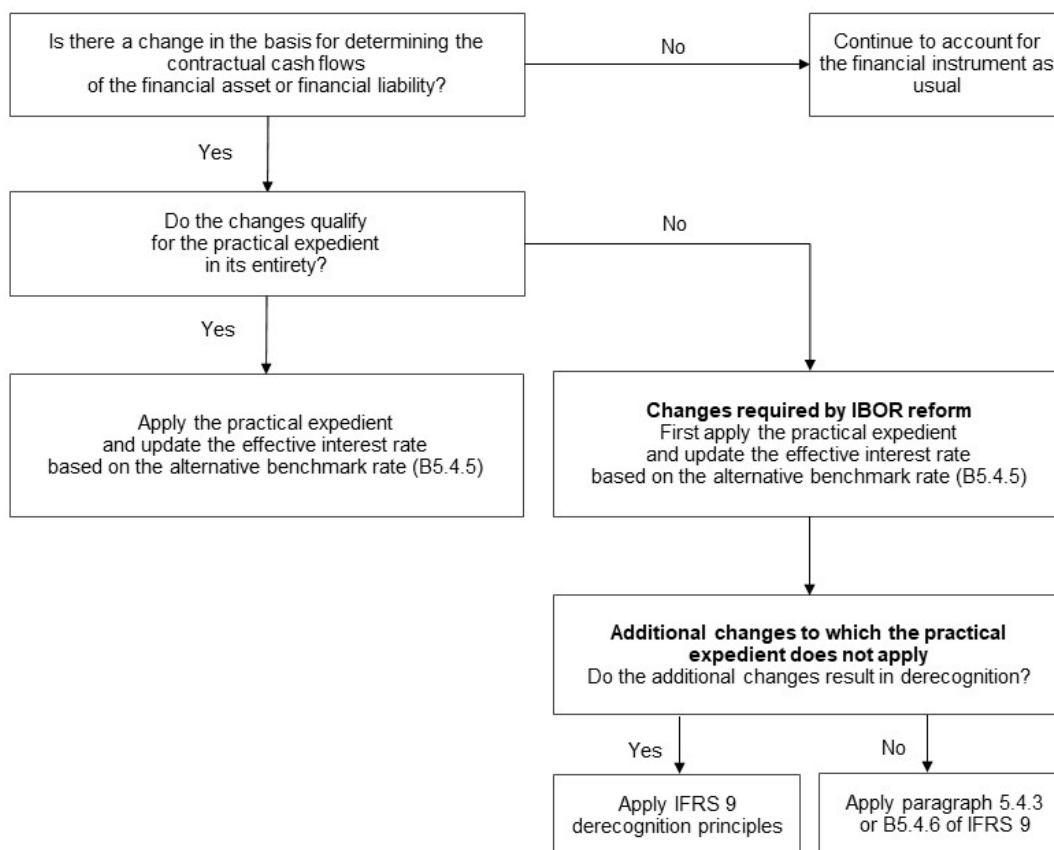 Is there a change in the basis for determining the
contractual cash flows
of the financial asset or financial liability?
No
Continue to account for
the financial instrument as
usual
Yes
Do the changes qualify
for the practical expedient
in its entirety?
No
Yes
Apply the practical expedient
and update the effective interest rate
based on the alternative benchmark rate (B5.4.5)
Changes required by IBOR reform
First apply the practical expedient
and update the effective interest rate
based on the alternative benchmark rate (B5.4.5)
Additional changes to which the practical
expedient does not apply
Do the additional changes result in derecognition?
Yes
No
Apply IFRS 9
derecognition principles
Apply paragraph 5.4.3
or B5.4.6 of IFRS 9